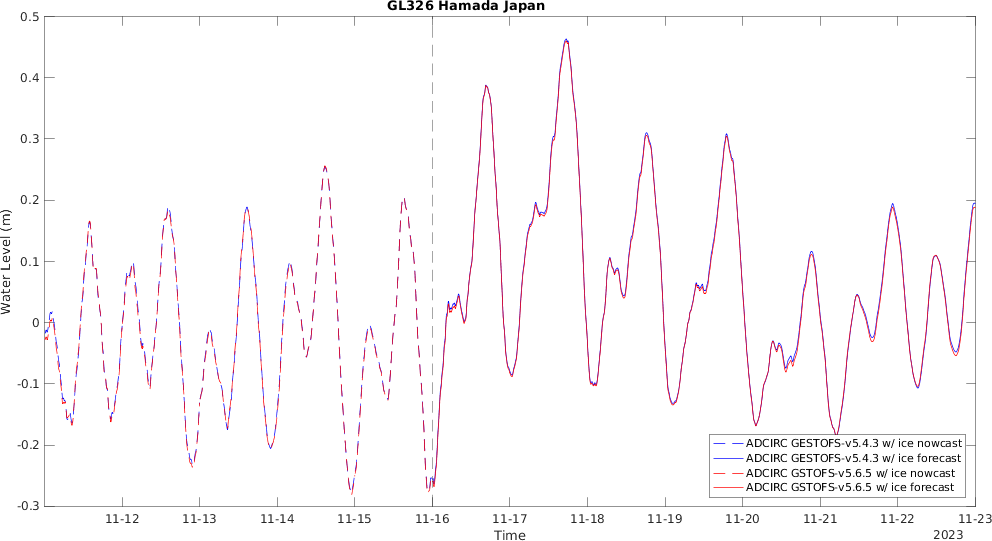 GL326 Hamada Japan
Water Level (m)
0.5
0.4
0.3
0.2
0.1
0
-0.1
-0.2
-0.3
ADCIRC GESTOFS-v5.4.3 w/ ice nowcast
ADCIRC GESTOFS-v5.4.3 w/ ice forecast
ADCIRC GSTOFS-v5.6.5 w/ ice nowcast
ADCIRC GSTOFS-v5.6.5 w/ ice forecast
11-12 11-13 11-14 11-15 11-16 11-17 11-18 11-19 11-20 11-21 11-22 11-23
Time
2023